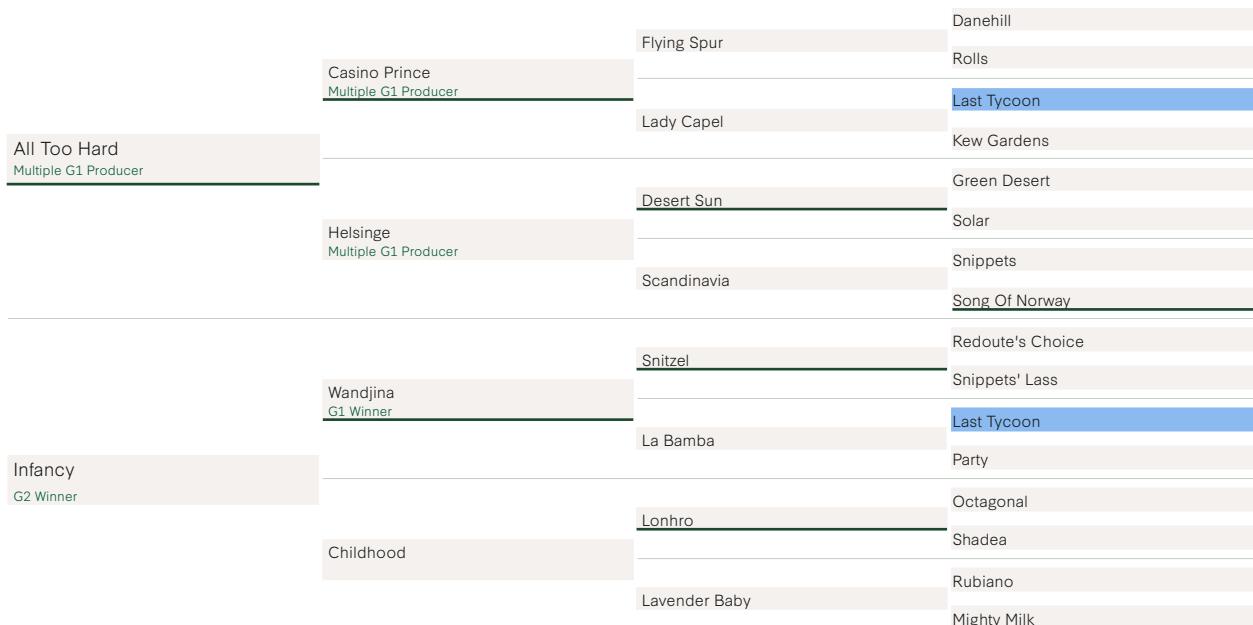 Danehill
Flying Spur
Rolls
Casino Prince
Multiple G1 Producer
Last Tycoon
Lady Capel
Kew Gardens
All Too Hard
Multiple G1 Producer
Green Desert
Desert Sun
Solar
Helsinge
Multiple G1 Producer
Snippets
Scandinavia
Song Of Norway
Redoute's Choice
Snitzel
Snippets' Lass
Wandjina
G1 Winner
Last Tycoon
La Bamba
Party
Infancy
G2 Winner
Octagonal
Lonhro
Shadea
Childhood
Rubiano
Lavender Baby
Mighty Milk